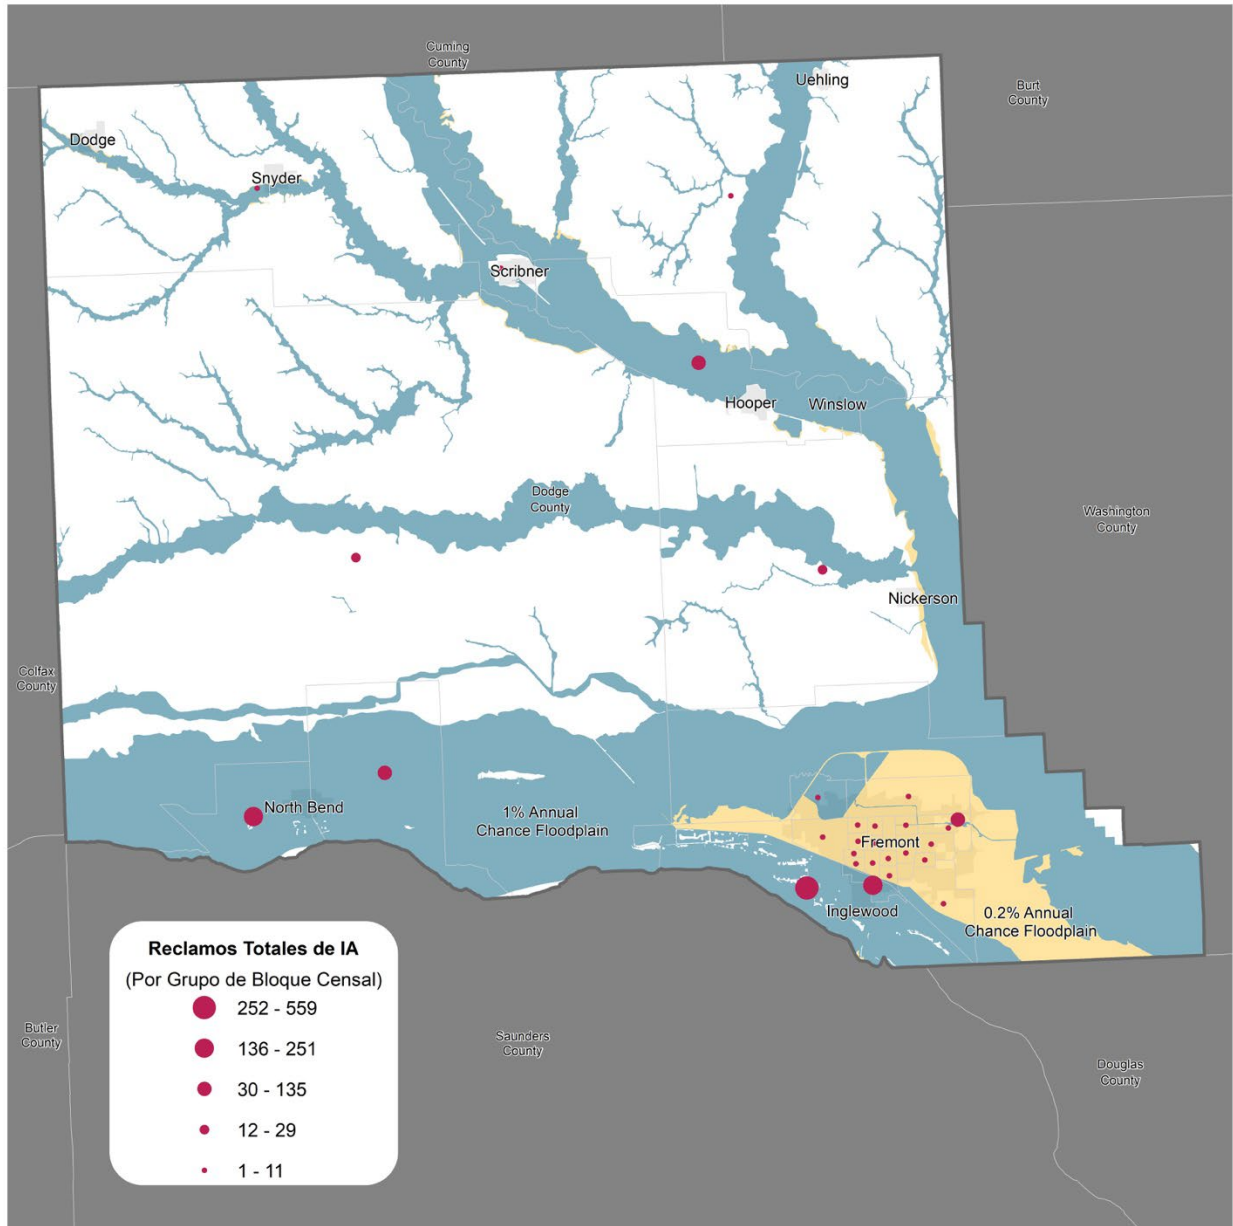 Cuming
County
Uehling
Burt
County
Dodge
Snyder
Scribner
Hooper
Winslow
Dodge
County
Washington
County
Nickerson
Colfax
County
North Bend
1% Annual
Chance Floodplain
Fremont
Inglewood
0.2% Annual
Chance Floodplain
Reclamos Totales de IA
(Por Grupo de Bloque Censal)
252 - 559
136 - 251
30 - 135
12 - 29
1 - 11
Butler
County
Saunders
County
Douglas
County